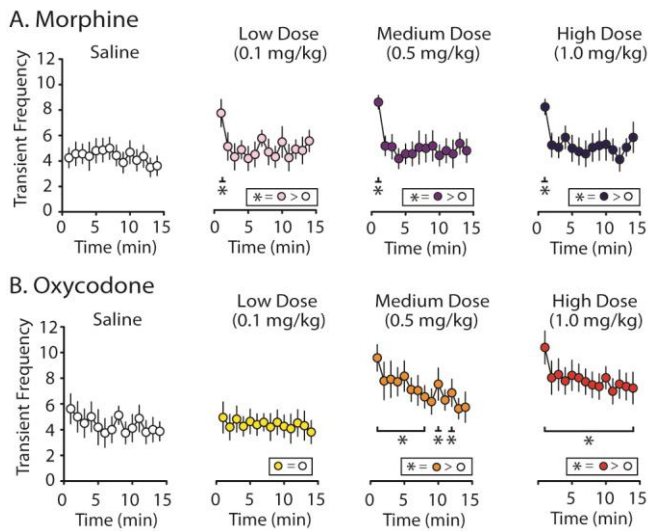 A. Morphine
Saline
Low Dose
(0.1 mg/kg)
Medium Dose
(0.5 mg/kg)
High Dose
(1.0 mg/kg)
Transient Frequency
12
10
8
6
4
2
0
*
* = >
*
* = >
*
* = >
0 5 10 15
0 5 10 15
0 5 10 15
0 5 10 15
Time (min)
Time (min)
Time (min)
Time (min)
B. Oxycodone
Saline
Low Dose
(0.1 mg/kg)
Medium Dose
(0.5 mg/kg)
High Dose
(1.0 mg/kg)
Transient Frequency
12
10
8
6
4
2
0
=
* * *
* = >
*
* = >
0 5 10 15
0 5 10 15
0 5 10 15
0 5 10 15
Time (min)
Time (min)
Time (min)
Time (min)